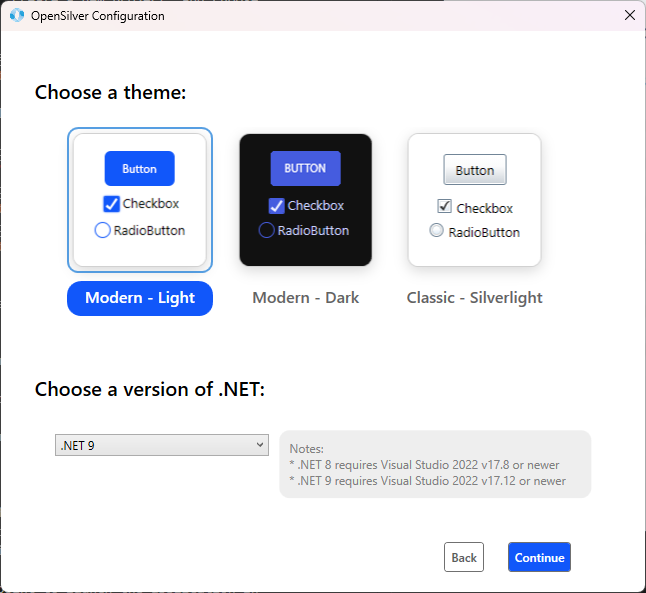 OpenSilver Configuration
Choose a theme:
Button
Checkbox
RadioButton
Modern - Light
BUTTON
Checkbox
RadioButton
Modern - Dark
Button
Checkbox
RadioButton
Classic - Silverlight
Choose a version of .NET:
.NET 9
Notes:
* .NET 8 requires Visual Studio 2022 v17.8 or newer
* .NET 9 requires Visual Studio 2022 v17.12 or newer
Back
Continue